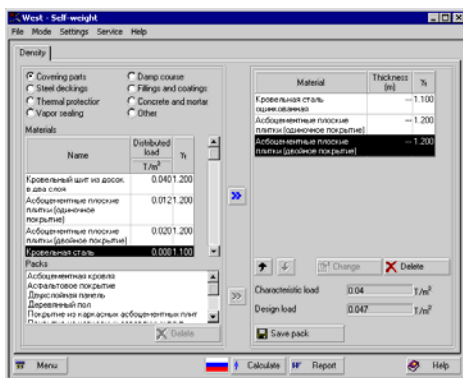 West - Self-weight
File Mode Settings Service Help
Density
Covering parts
Damp course
Steel deckings
Fillings and coatings
Thermal protection
Concrete and mortar
Vapor sealing
Other
Materials
Name
Distributed load
γf
T/m²
Кровельный щит из досок
в два слоя
0.040 1.200
Асбоцементные плоские
плитки (одиночное
покрытие)
0.012 1.200
Асбоцементные плоские
плитки (двойное покрытие)
0.020 1.200
Кровельная сталь
0.000 1.100
Packs
Асбоцементная кровля
Асфальтовое покрытие
Двухслойная панель
Деревянный пол
Покрытие из каркасных асбоцементных плит
Delete
Material
Thickness
(m)
γf
Кровельная сталь
оцинкованная
--- 1.100
Асбоцементные плоские
плитки (одиночное покрытие)
--- 1.200
Асбоцементные плоские
плитки (двойное покрытие)
--- 1.200
Change
Delete
Characteristic load 0.04 T/m²
Design load 0.047 T/m²
Save pack
Menu
Calculate
Report
Help